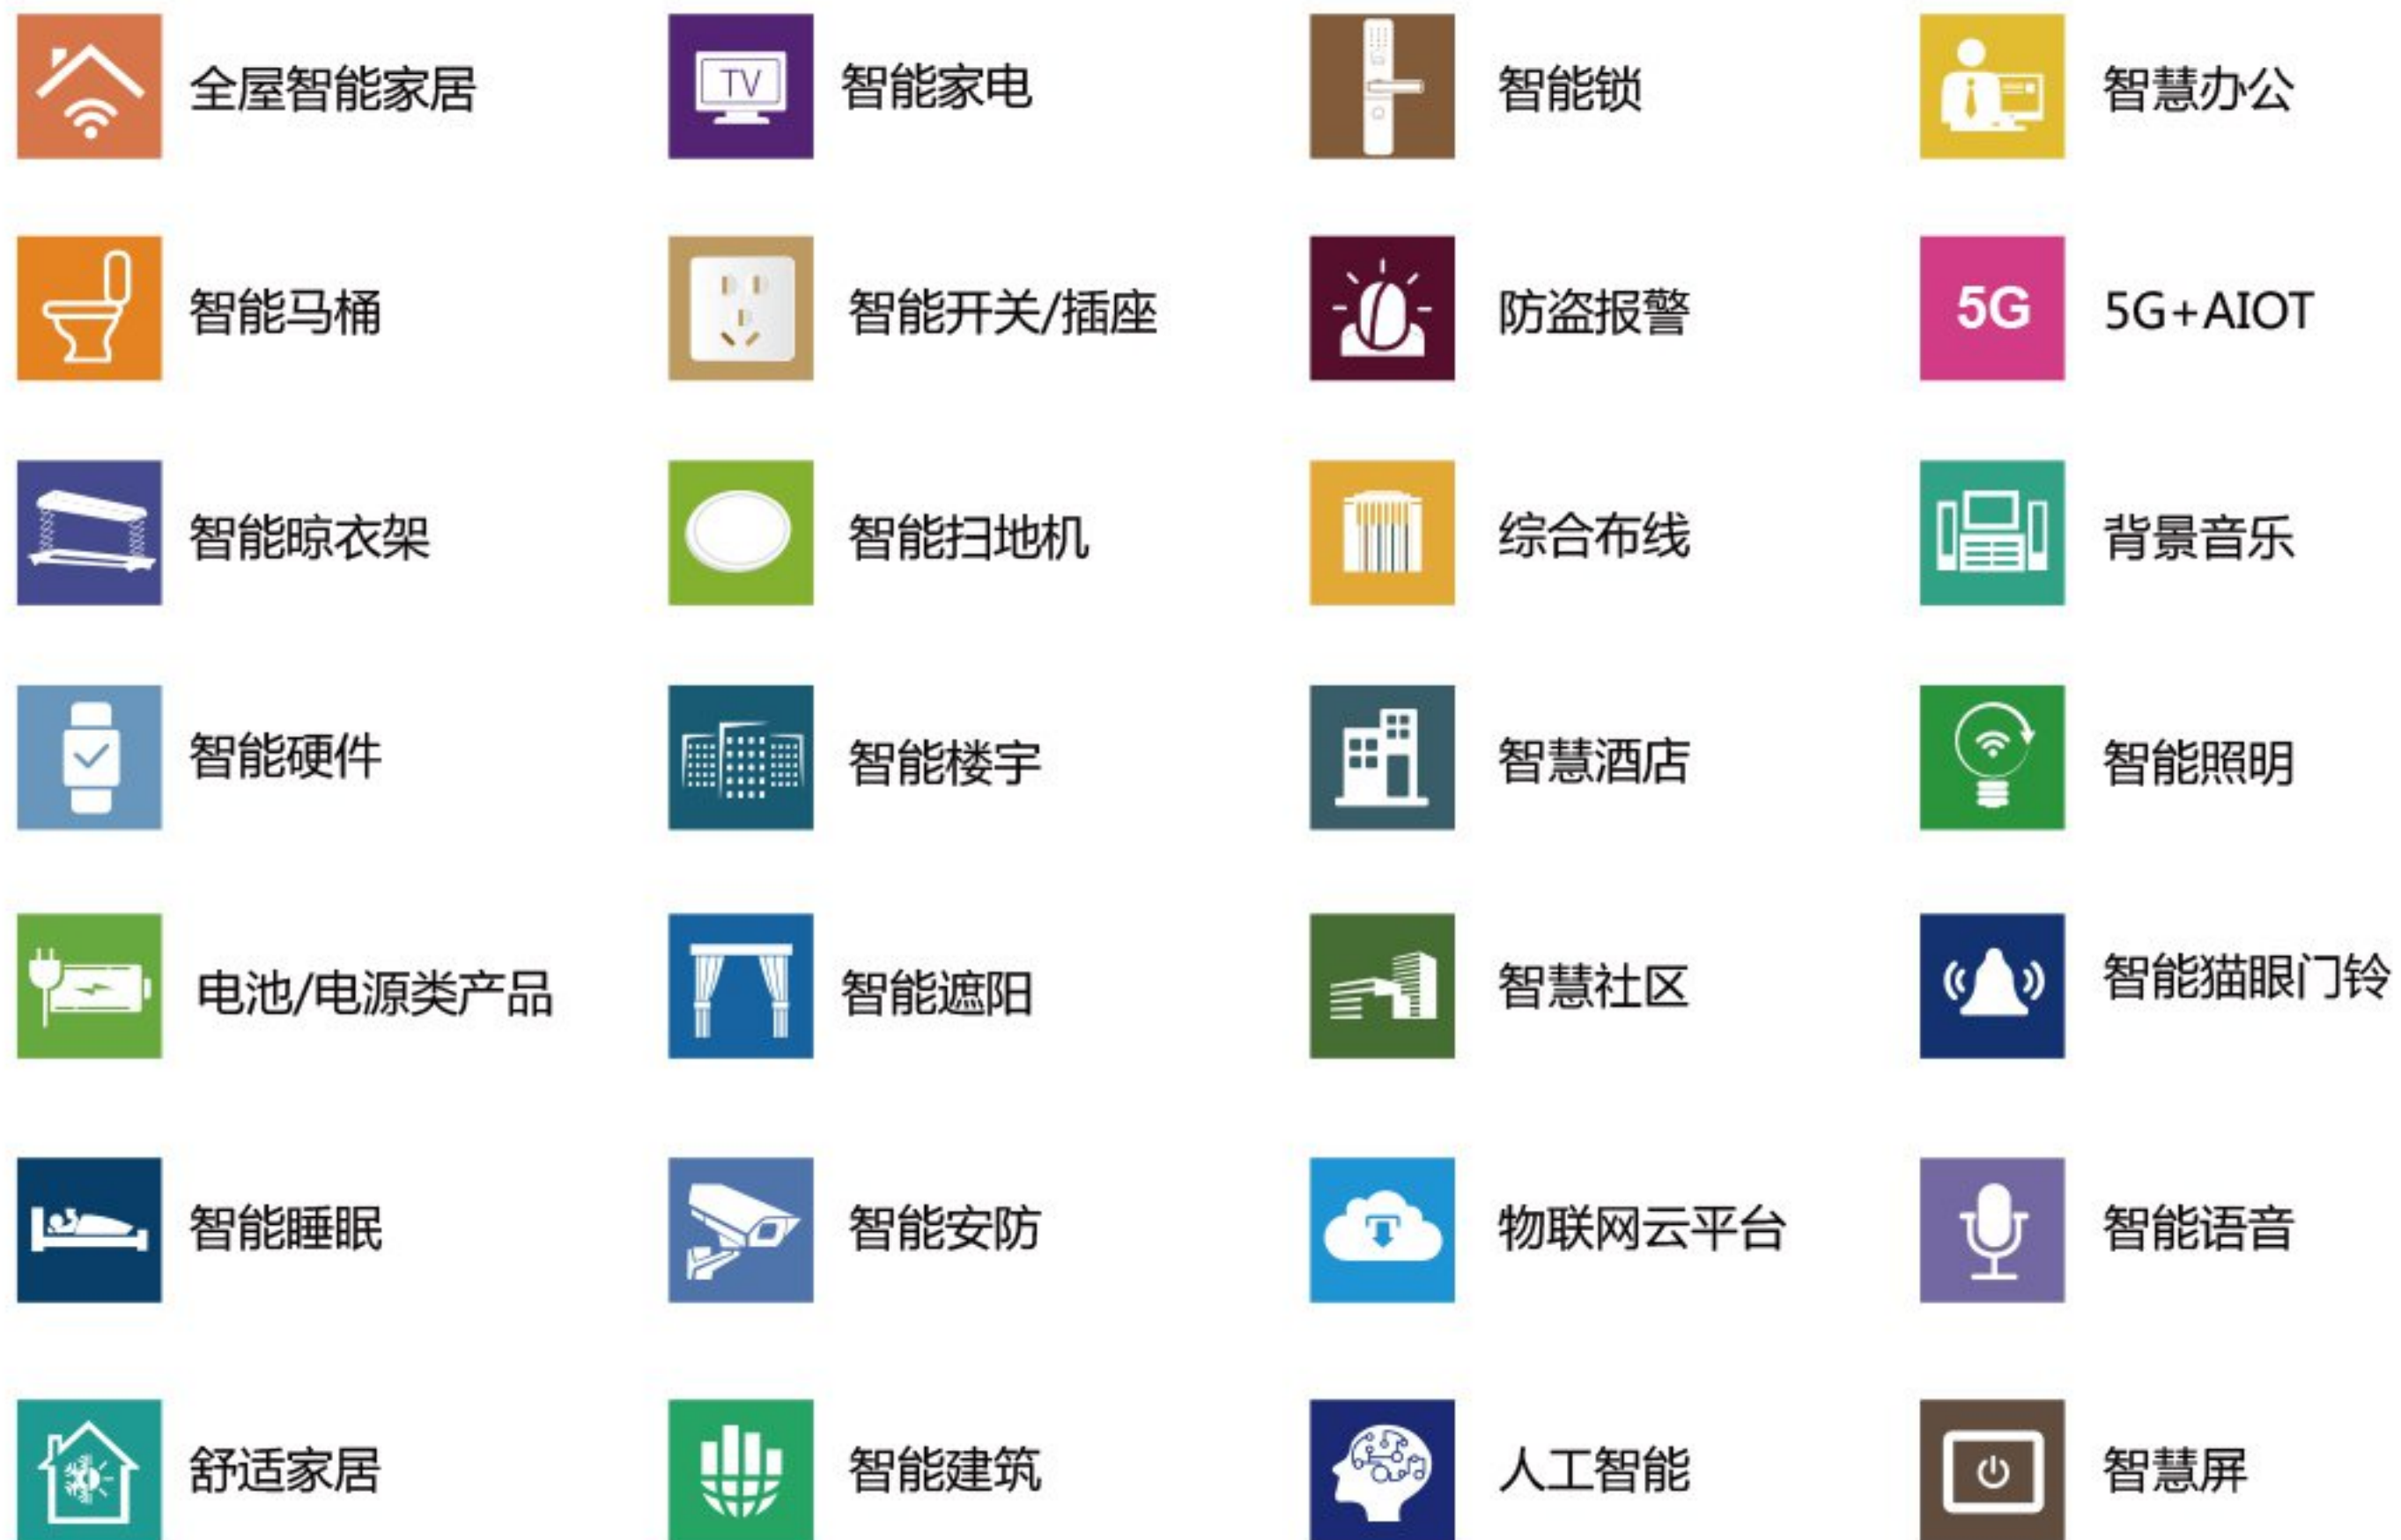 全屋智能家居
TV
智能家电
智能锁
智慧办公
智能马桶
智能开关/插座
防盗报警
5G
5G+AIOT
智能晾衣架
智能扫地机
综合布线
背景音乐
智能硬件
智能楼宇
智慧酒店
智能照明
电池/电源类产品
智能遮阳
智慧社区
智能猫眼门铃
智能睡眠
智能安防
物联网云平台
智能语音
舒适家居
智能建筑
人工智能
智慧屏